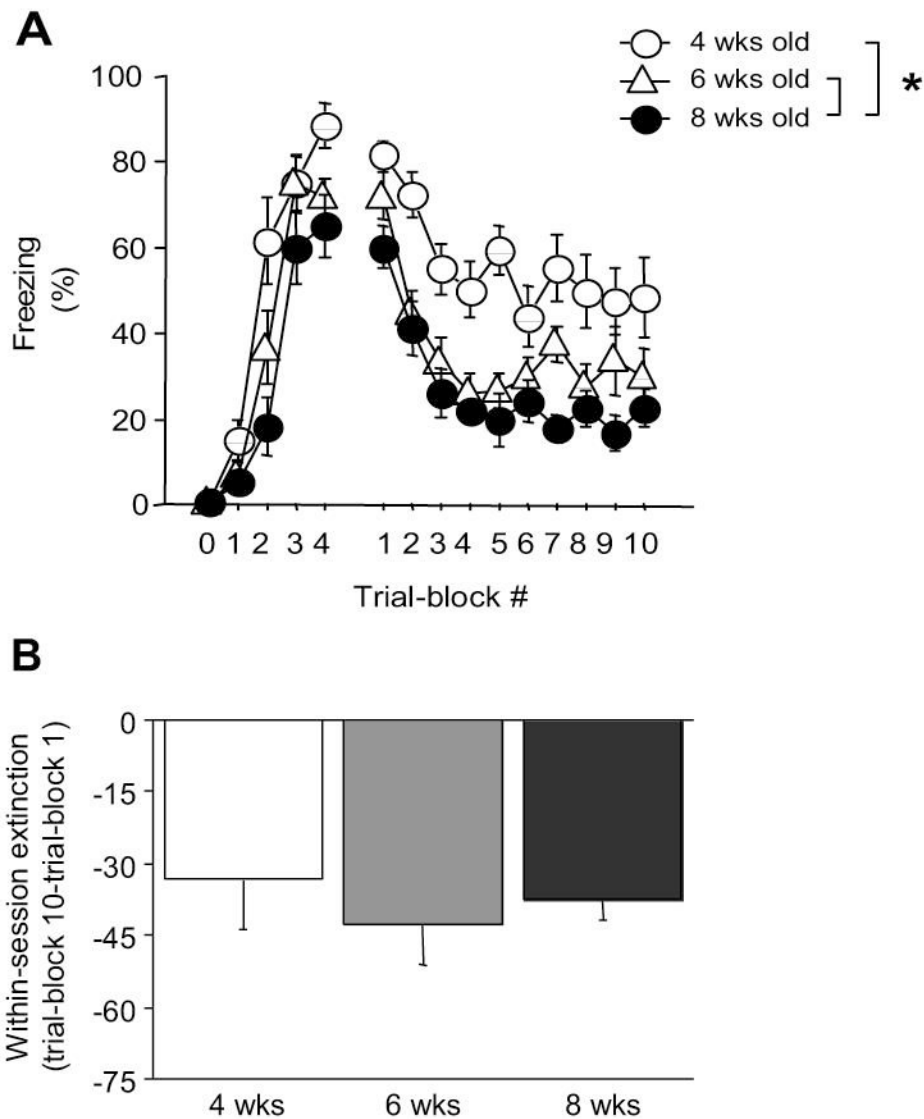 A
4 wks old
6 wks old
8 wks old
*
100
80
60
40
20
0
Freezing
(%)
0 1 2 3 4 1 2 3 4 5 6 7 8 9 10
Trial-block #
B
0
-15
-30
-45
-60
-75
Within-session extinction
(trial-block 10-trial-block 1)
4 wks 6 wks 8 wks